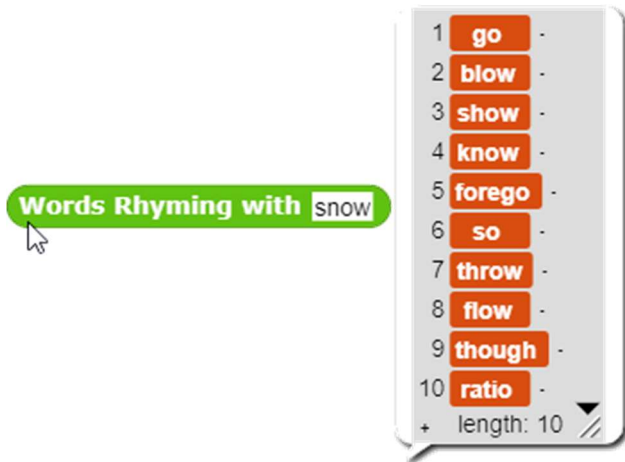 Words Rhyming with snow
1 go -
2 blow -
3 show -
4 know -
5 forego -
6 so -
7 throw -
8 flow -
9 though -
10 ratio -
+ length: 10